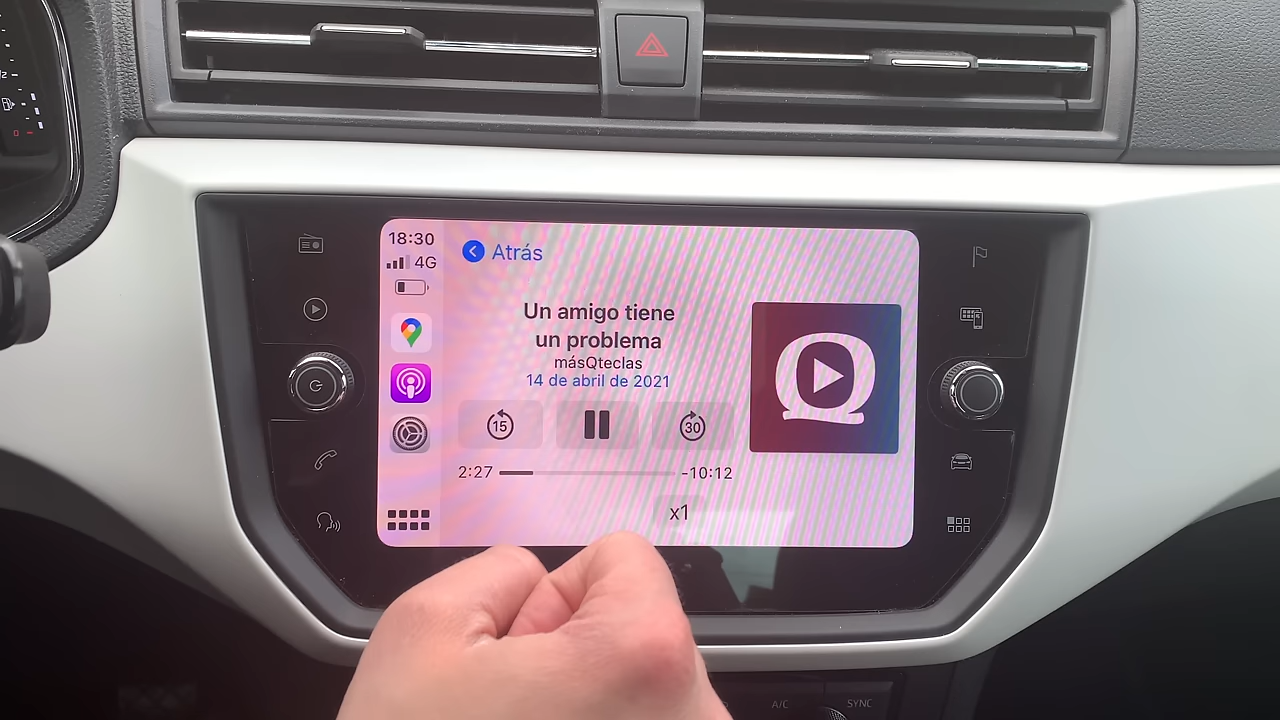 18:30
4G
Atrás
Un amigo tiene
un problema
másQteclas
14 de abril de 2021
15
30
2:27
-10:12
x1
Q
A/C
SYNC